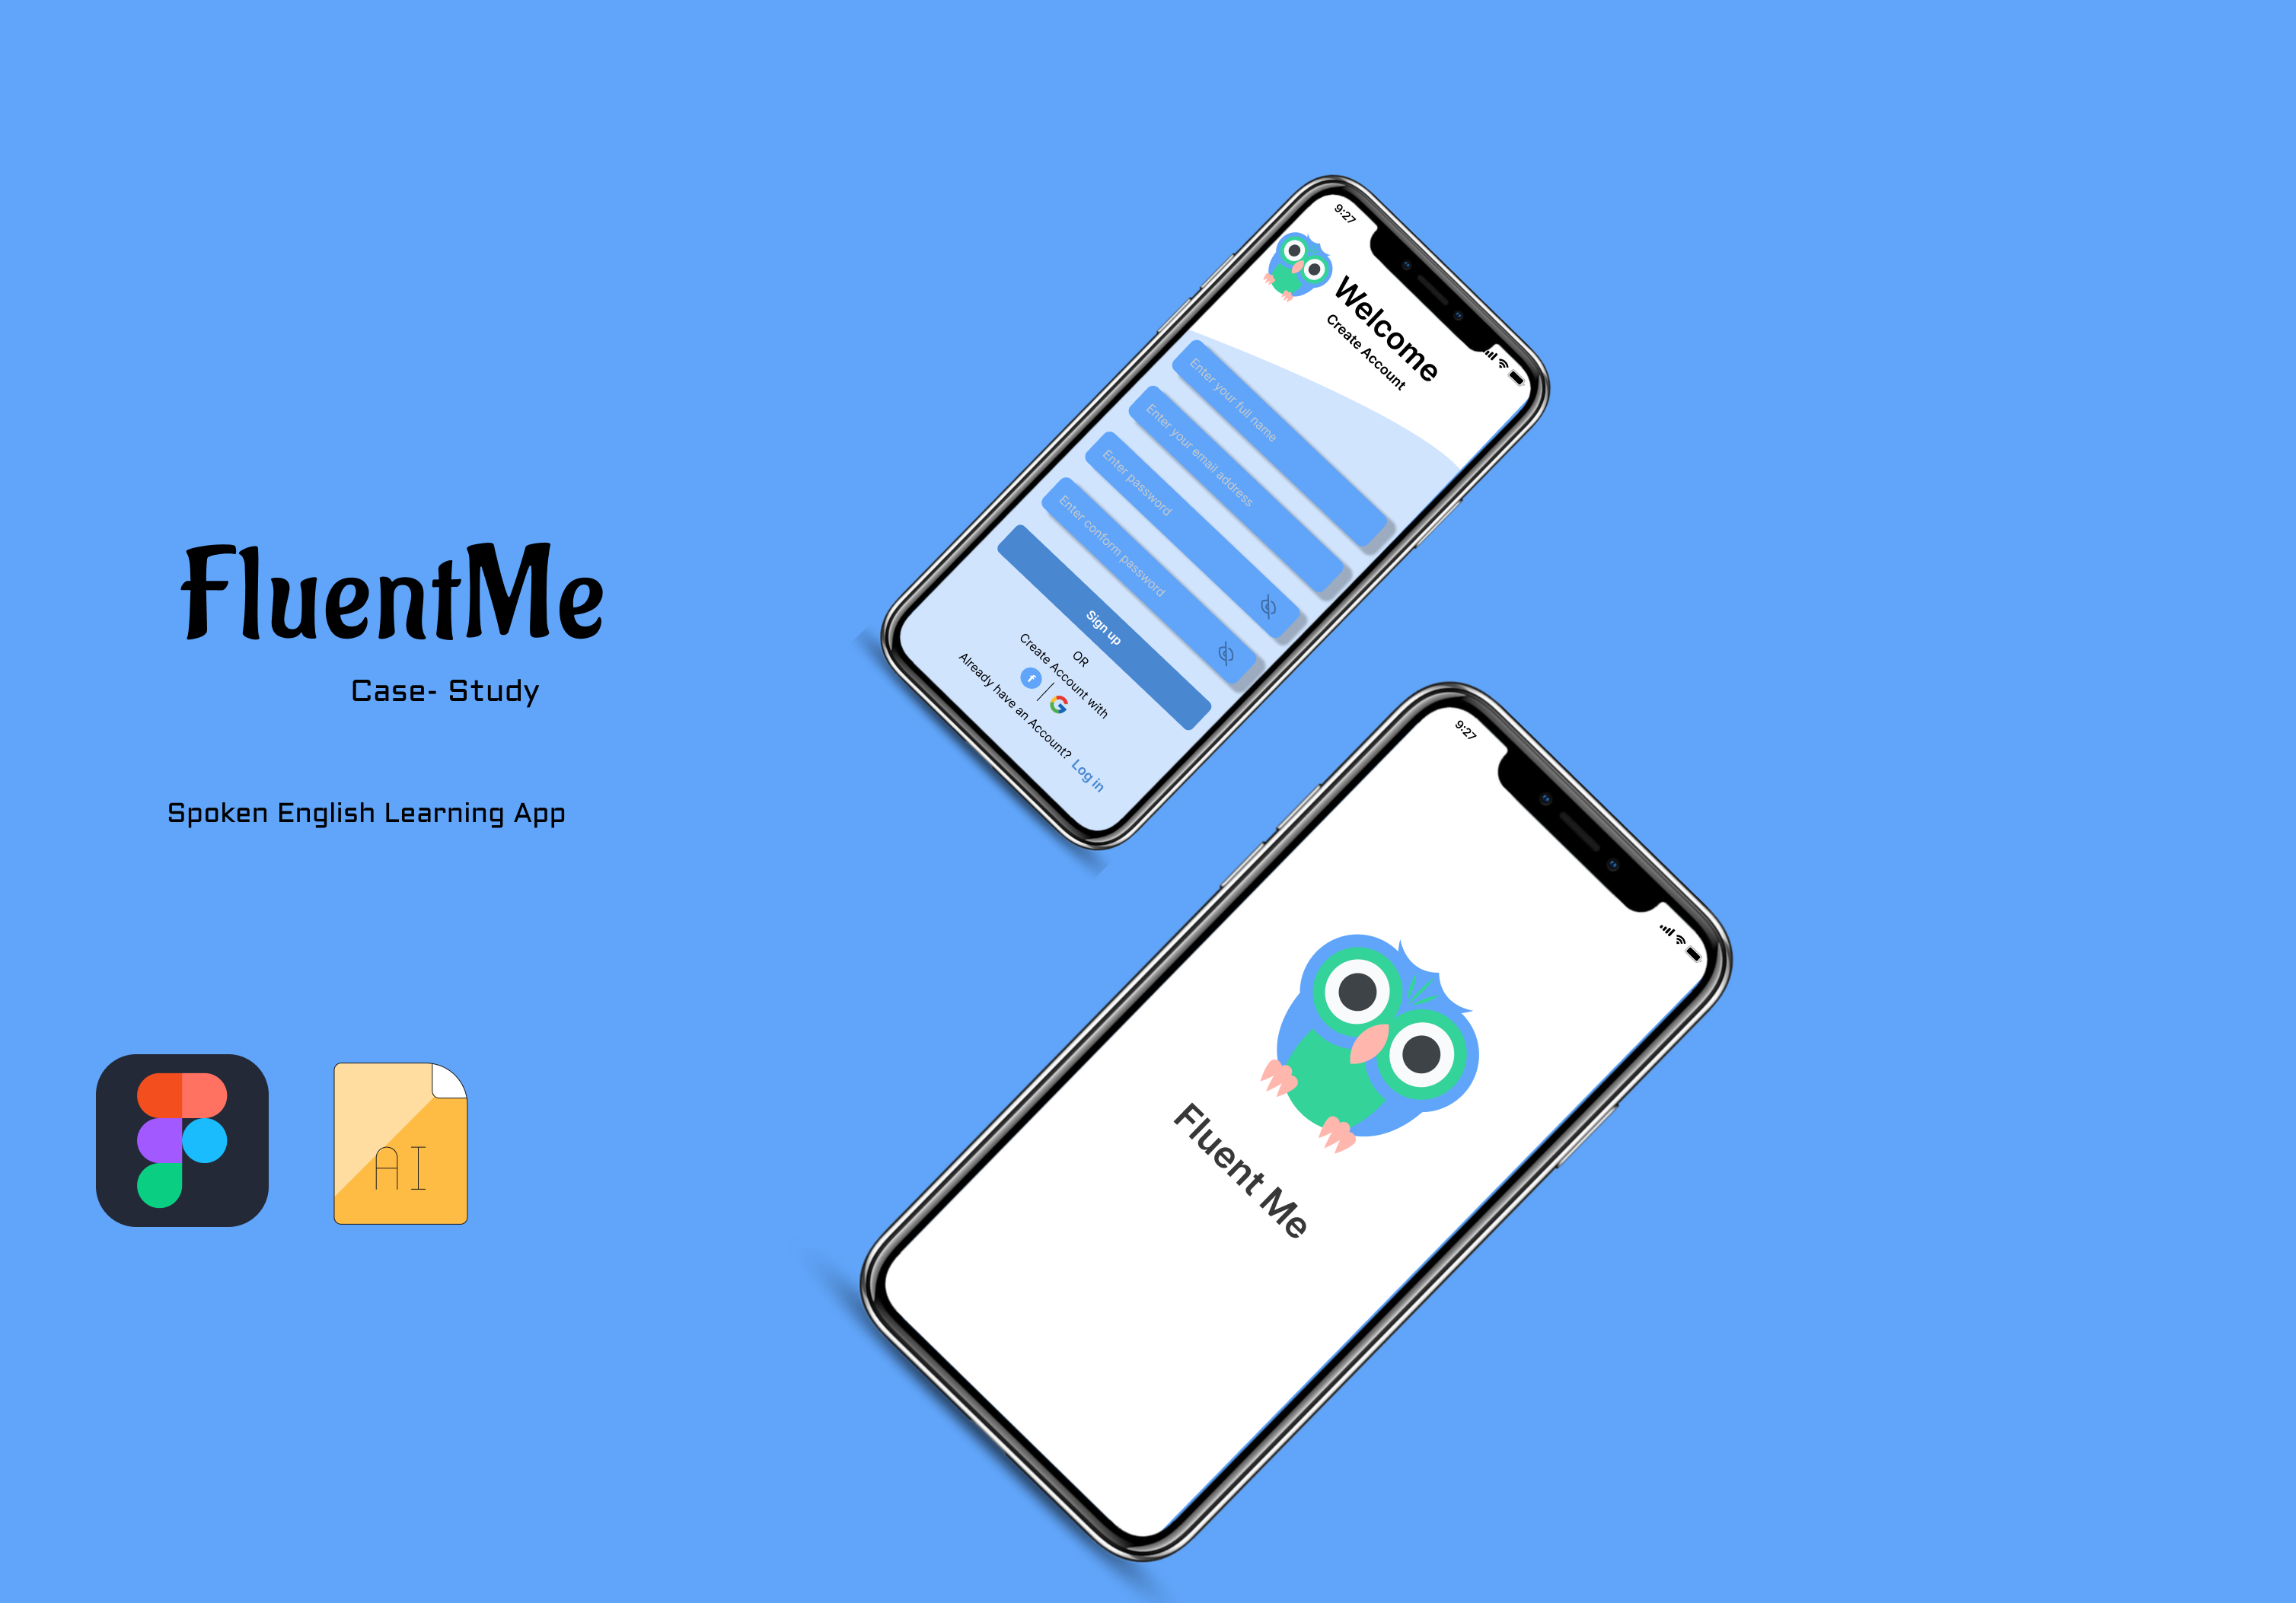 FluentMe
Case- Study
Spoken English Learning App
AI
9:27
Welcome
Create Account
Enter your full name
Enter your email address
Enter password
Enter conform password
Sign up
OR
Create Account with
f
G
Already have an Account? Log in
9:27
Fluent Me